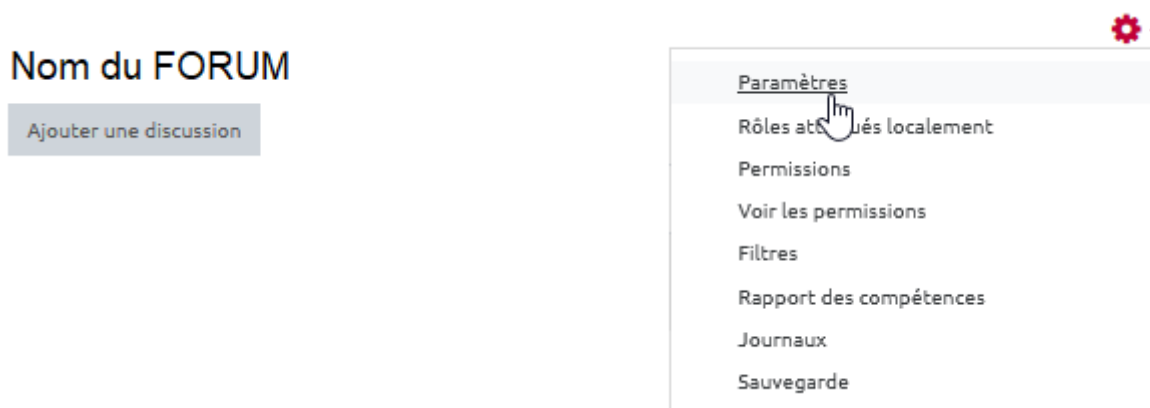 Nom du FORUM
Ajouter une discussion
Paramètres
Rôles localement
Permissions
Voir les permissions
Filtres
Rapport des compétences
Journaux
Sauvegarde